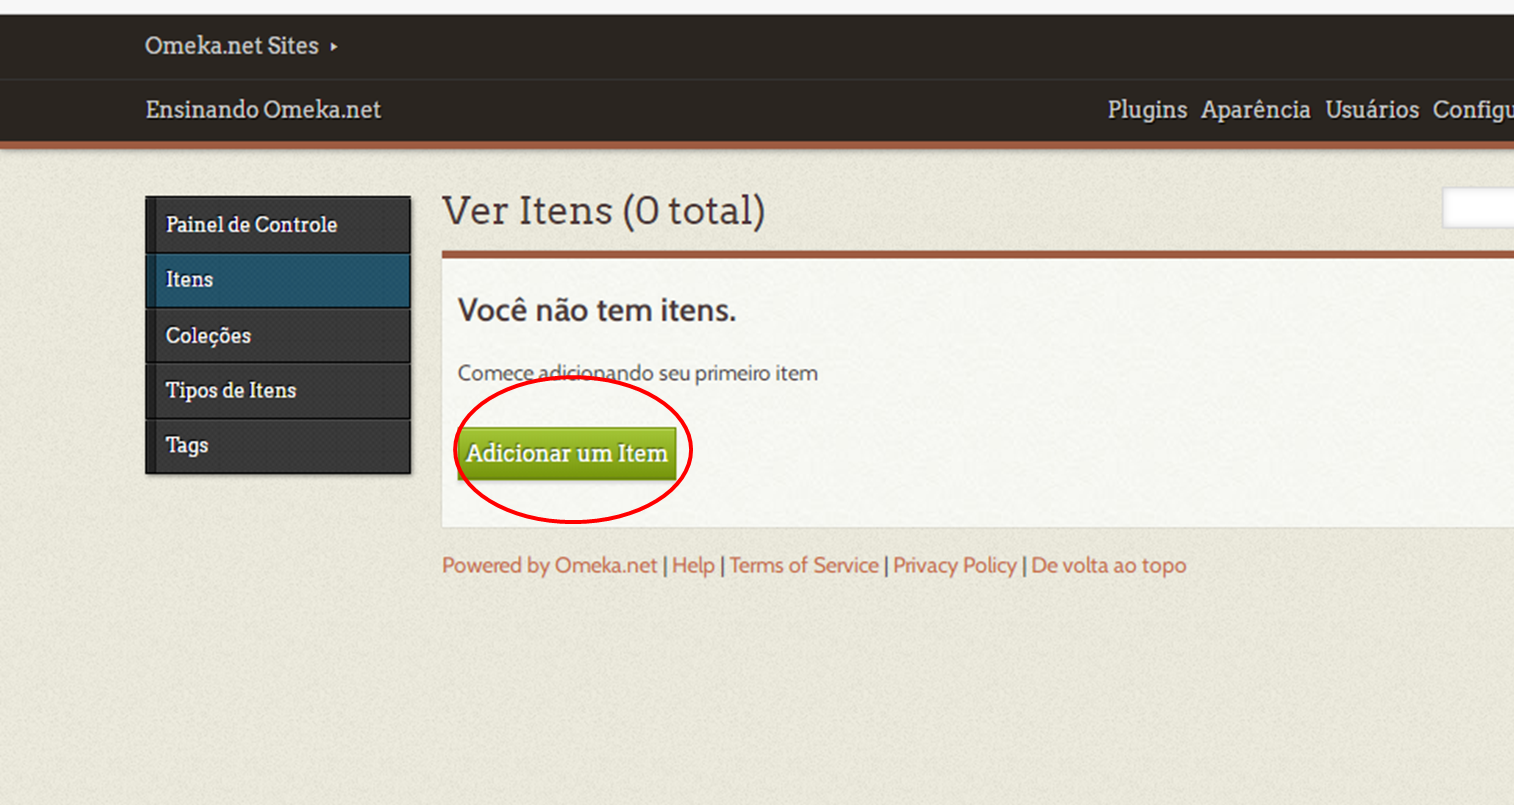 Omeka.net Sites
Ensinando Omeka.net
Plugins Aparência Usuários Configu
Painel de Controle
Itens
Coleções
Tipos de Itens
Tags
Ver Itens (0 total)
Você não tem itens.
Comece adicionando seu primeiro item
Adicionar um Item
Powered by Omeka.net | Help | Terms of Service | Privacy Policy | De volta ao topo